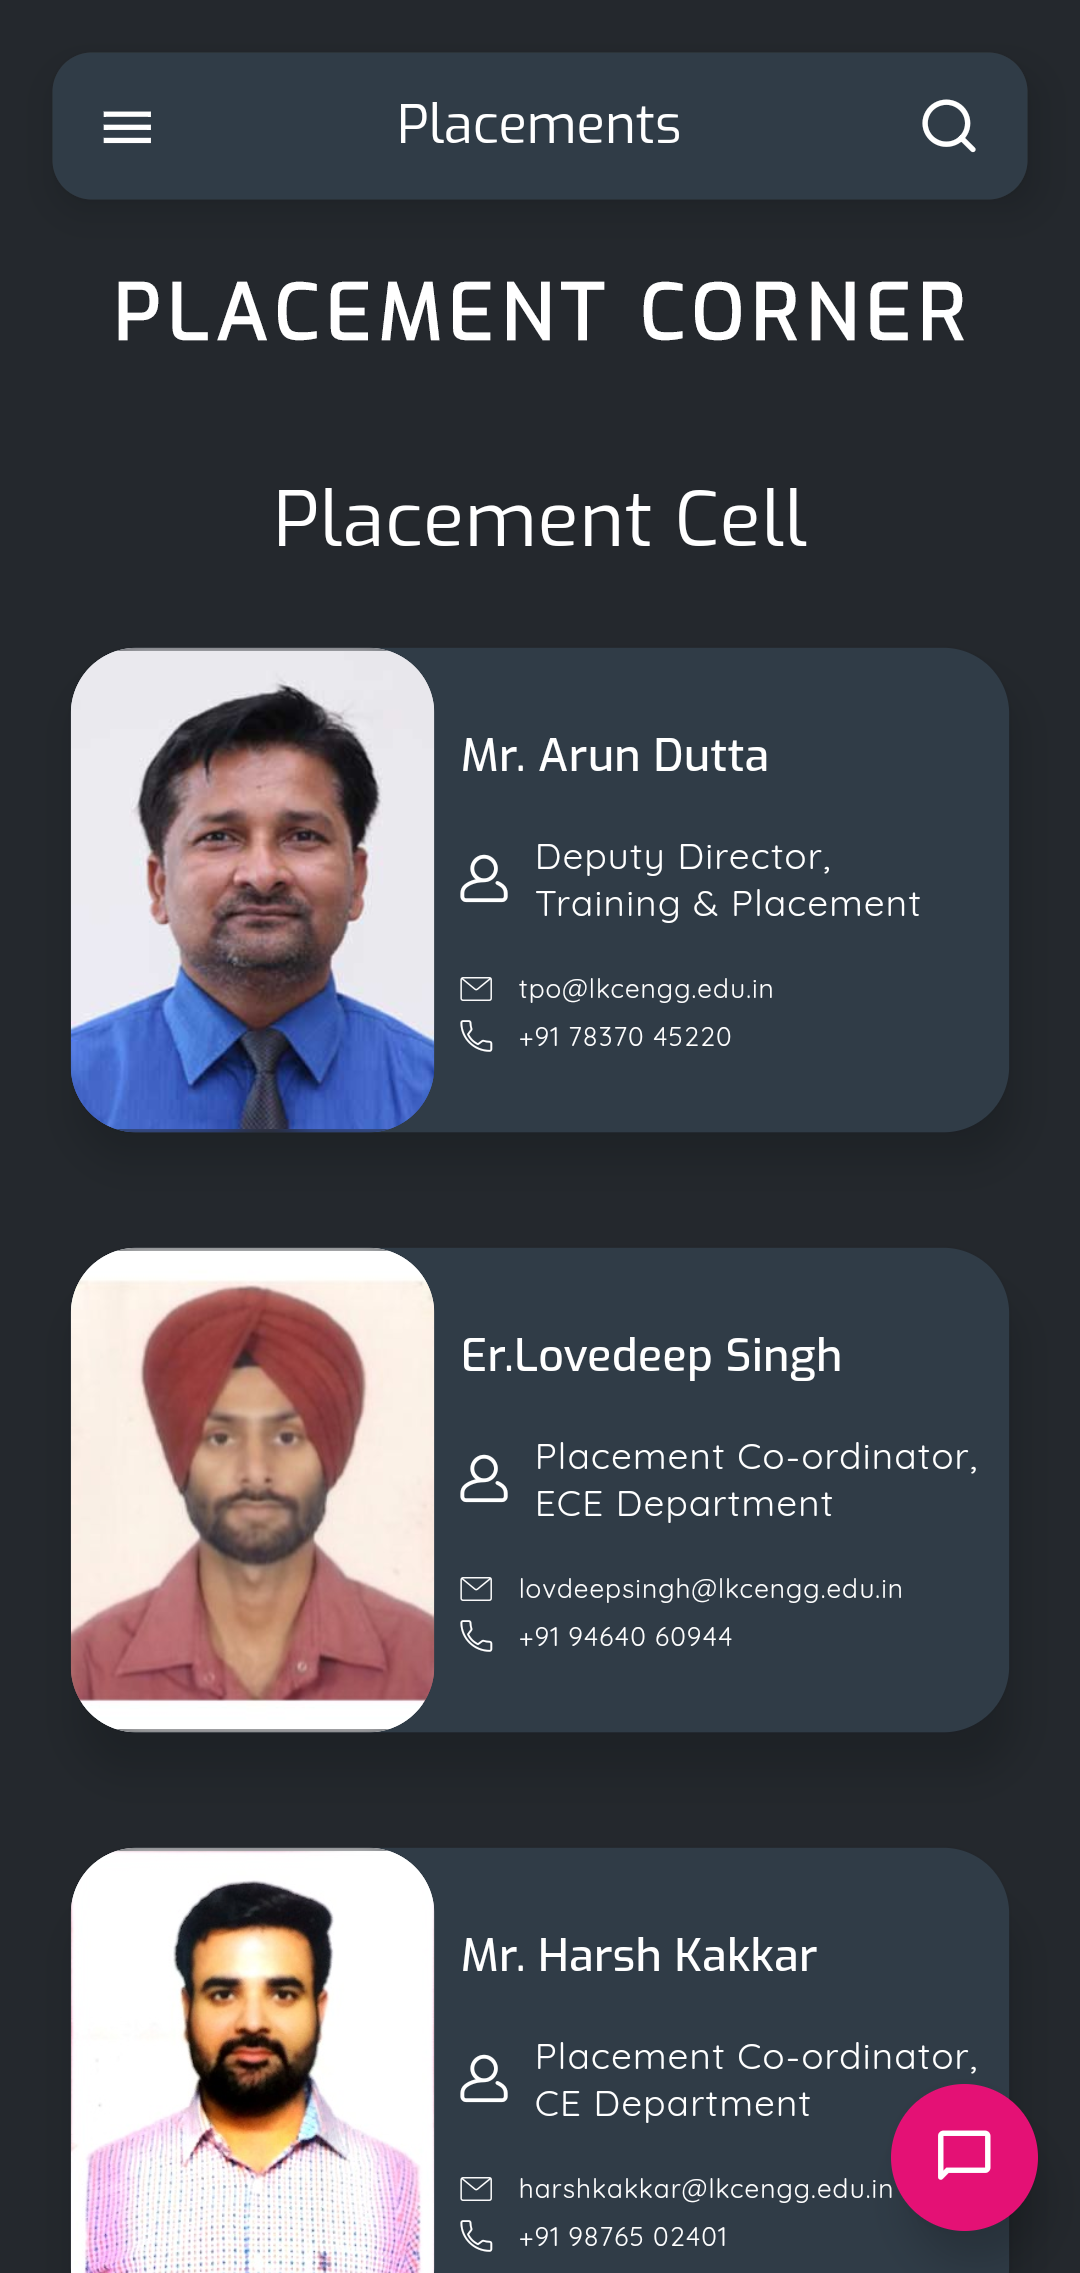 Placements
PLACEMENT CORNER
Placement Cell
Mr. Arun Dutta
Deputy Director,
Training & Placement
tpo@lkcengg.edu.in
+91 78370 45220
Er.Lovedeep Singh
Placement Co-ordinator,
ECE Department
lovdeepsingh@lkcengg.edu.in
+91 94640 60944
Mr. Harsh Kakkar
Placement Co-ordinator,
CE Department
harshkakkar@lkcengg.edu.in
+91 98765 02401